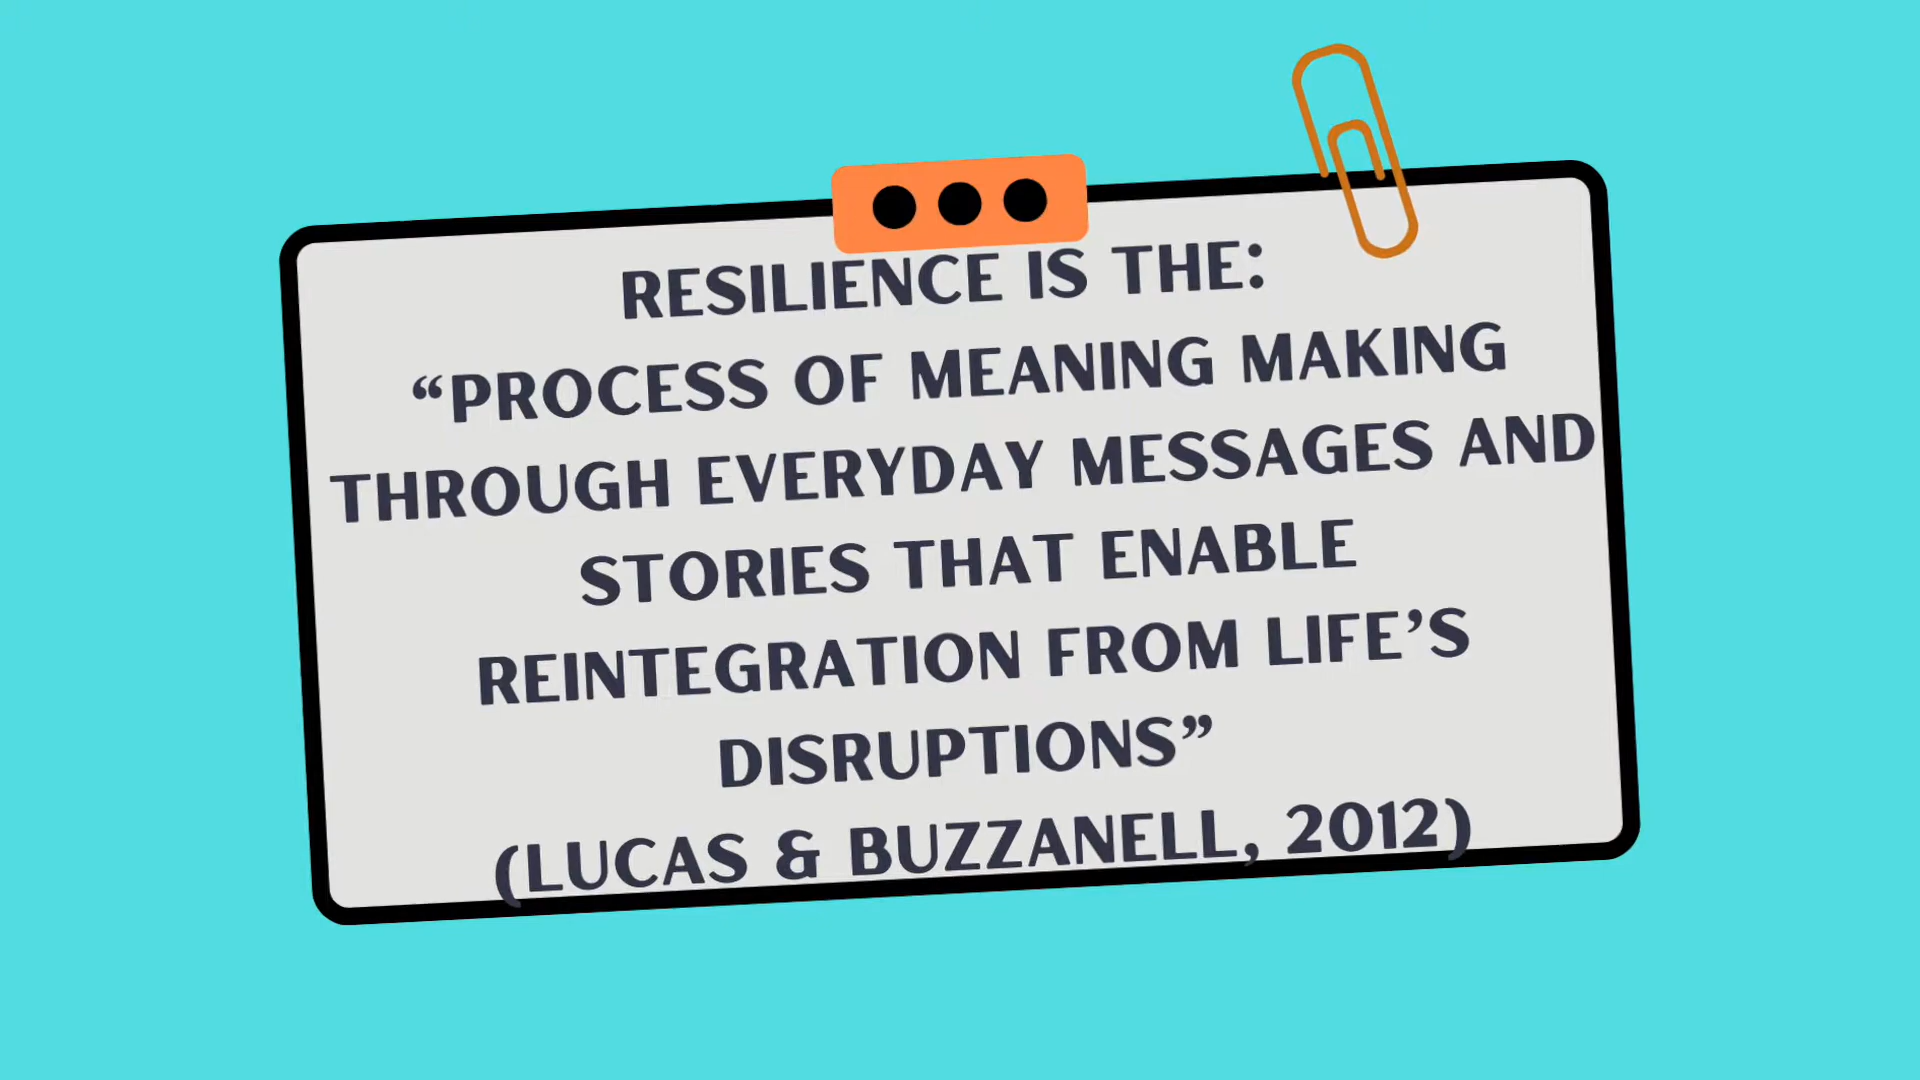 RESILIENCE IS THE:
“PROCESS OF MEANING MAKING
THROUGH EVERYDAY MESSAGES AND
STORIES THAT ENABLE
REINTEGRATION FROM LIFE’S
DISRUPTIONS”
(LUCAS & BUZZANELL, 2012)